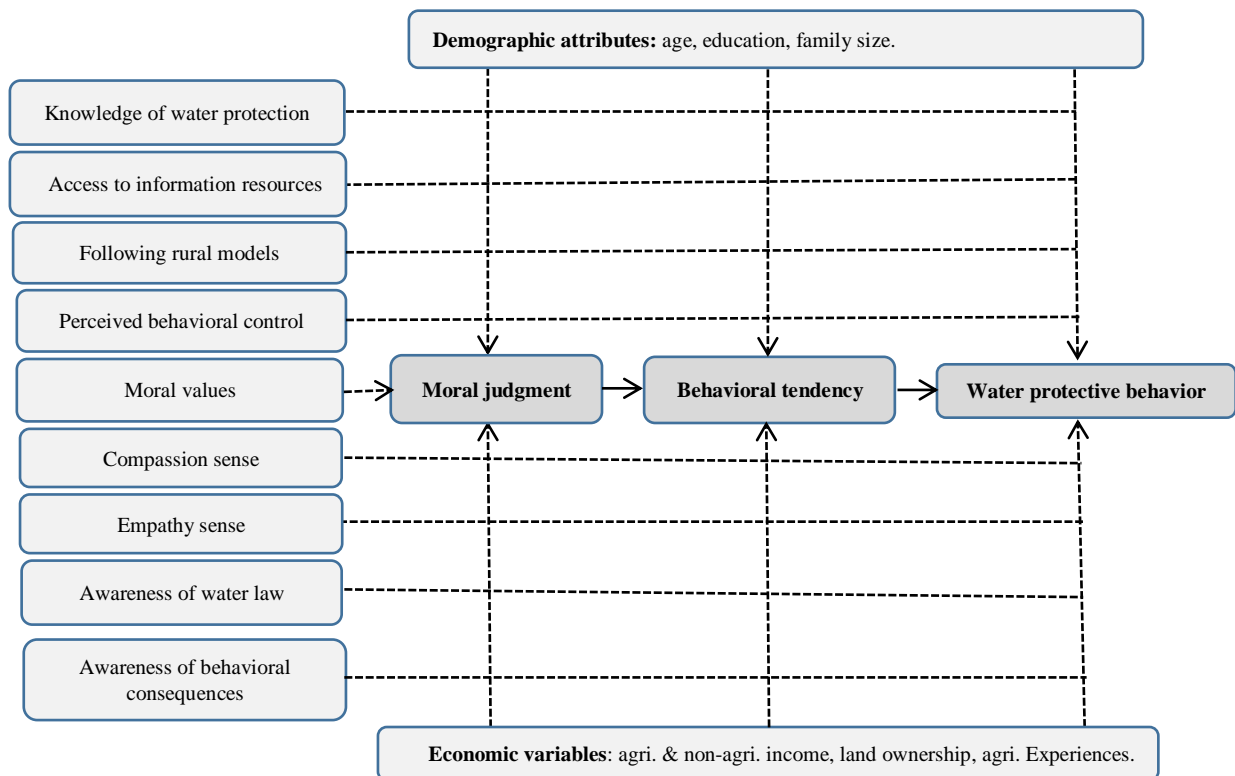 Demographic attributes: age, education, family size.
Knowledge of water protection
Access to information resources
Following rural models
Perceived behavioral control
Moral values
Moral judgment
Behavioral tendency
Water protective behavior
Compassion sense
Empathy sense
Awareness of water law
Awareness of behavioral
consequences
Economic variables: agri. & non-agri. income, land ownership, agri. Experiences.